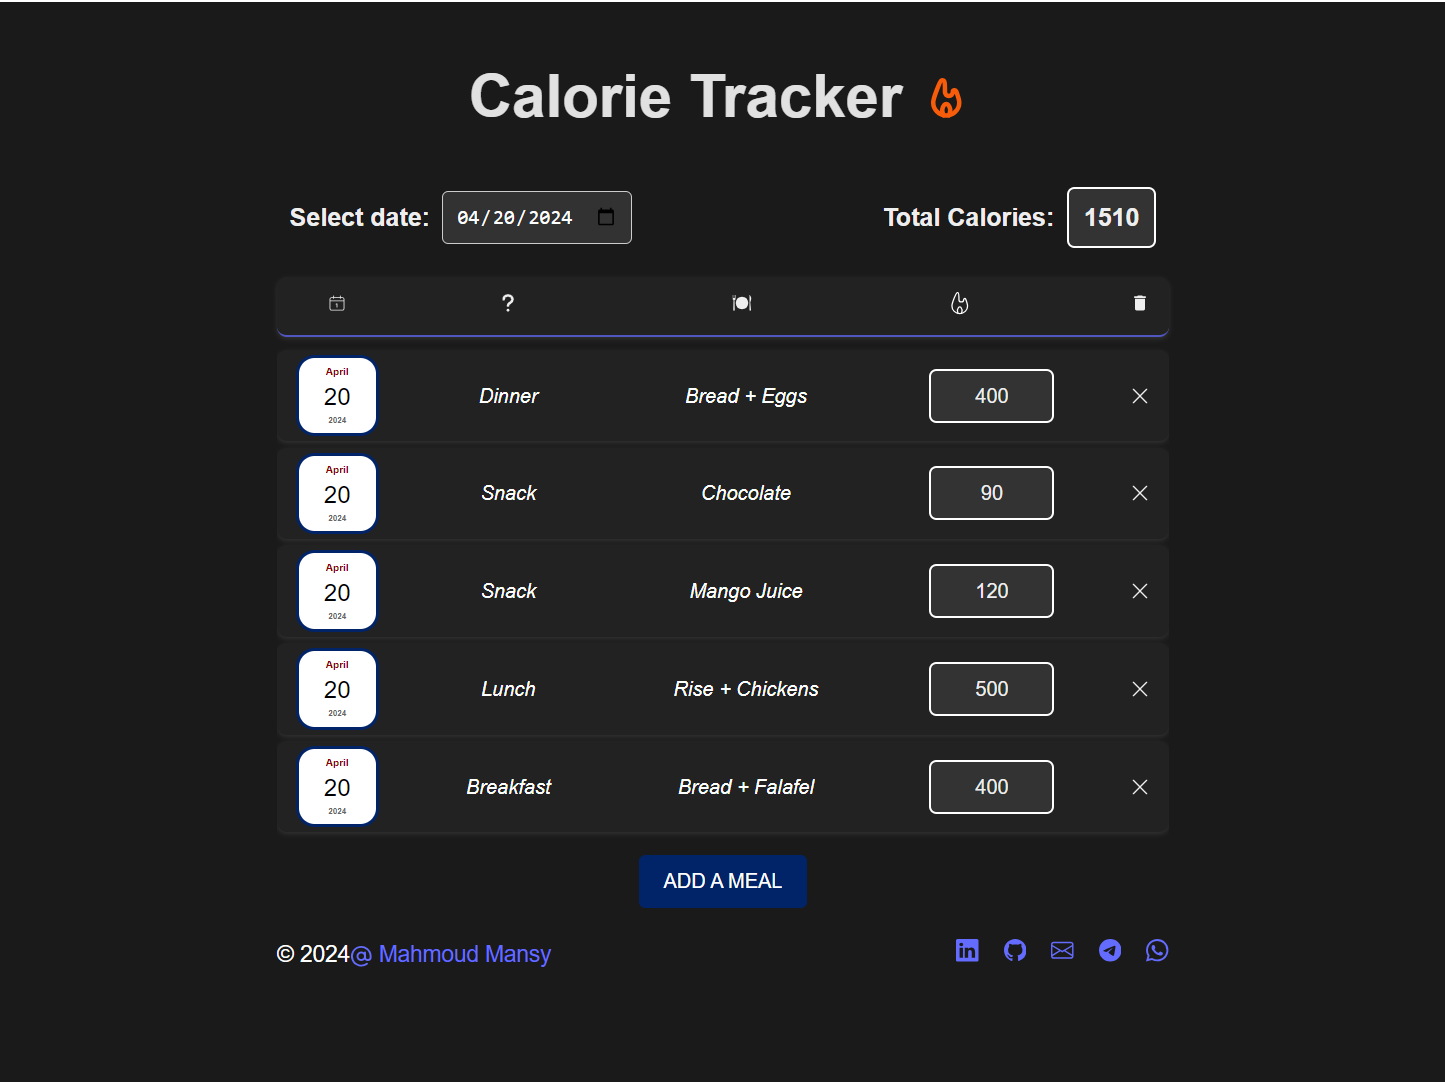 Calorie Tracker
Select date: 04/20/2024 Total Calories: 1510
1 ?
April
20
2024
Dinner Bread + Eggs 400
April
20
2024
Snack Chocolate 90
April
20
2024
Snack Mango Juice 120
April
20
2024
Lunch Rise + Chickens 500
April
20
2024
Breakfast Bread + Falafel 400
ADD A MEAL
© 2024@ Mahmoud Mansy in